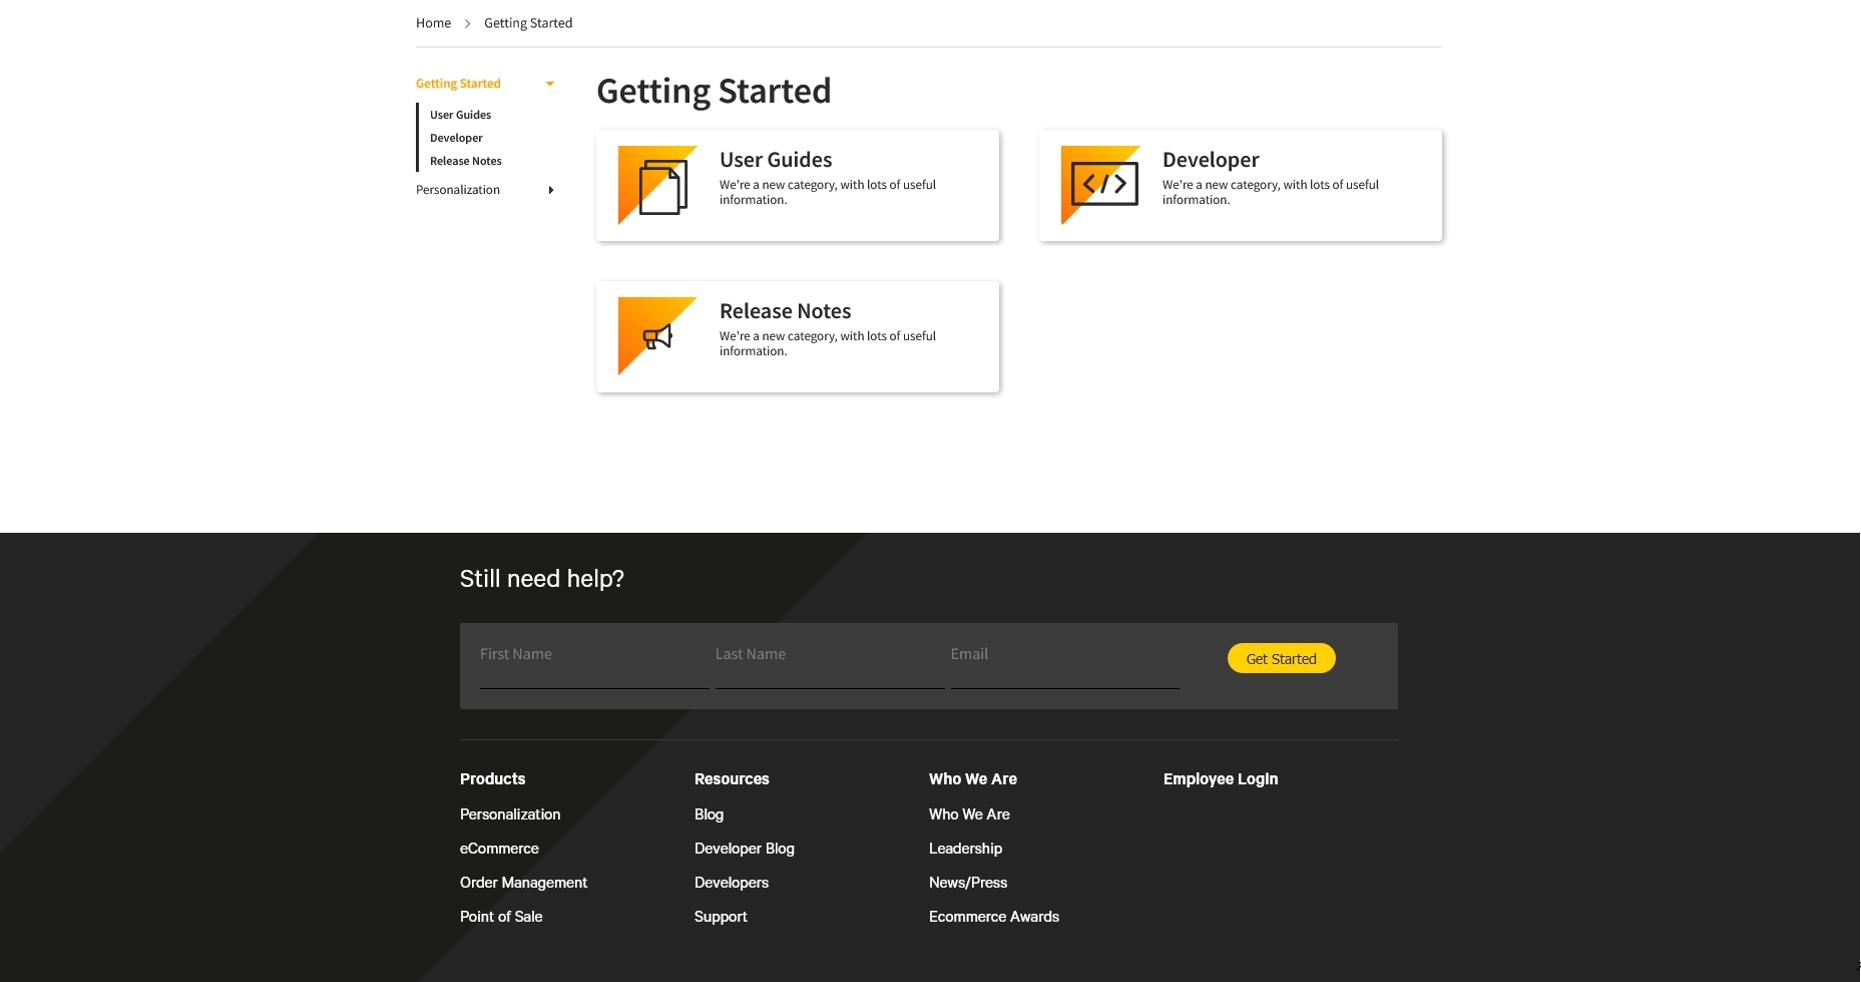 Home > Getting Started
Getting Started
User Guides
Developer
Release Notes
Personalization
Getting Started
User Guides
We're a new category, with lots of useful
information.
Developer
We're a new category, with lots of useful
information.
Release Notes
We're a new category, with lots of useful
information.
Still need help?
First Name
Last Name
Email
Get Started
Products
Personalization
eCommerce
Order Management
Point of Sale
Resources
Blog
Developer Blog
Developers
Support
Who We Are
Who We Are
Leadership
News/Press
Ecommerce Awards
Employee LogIn